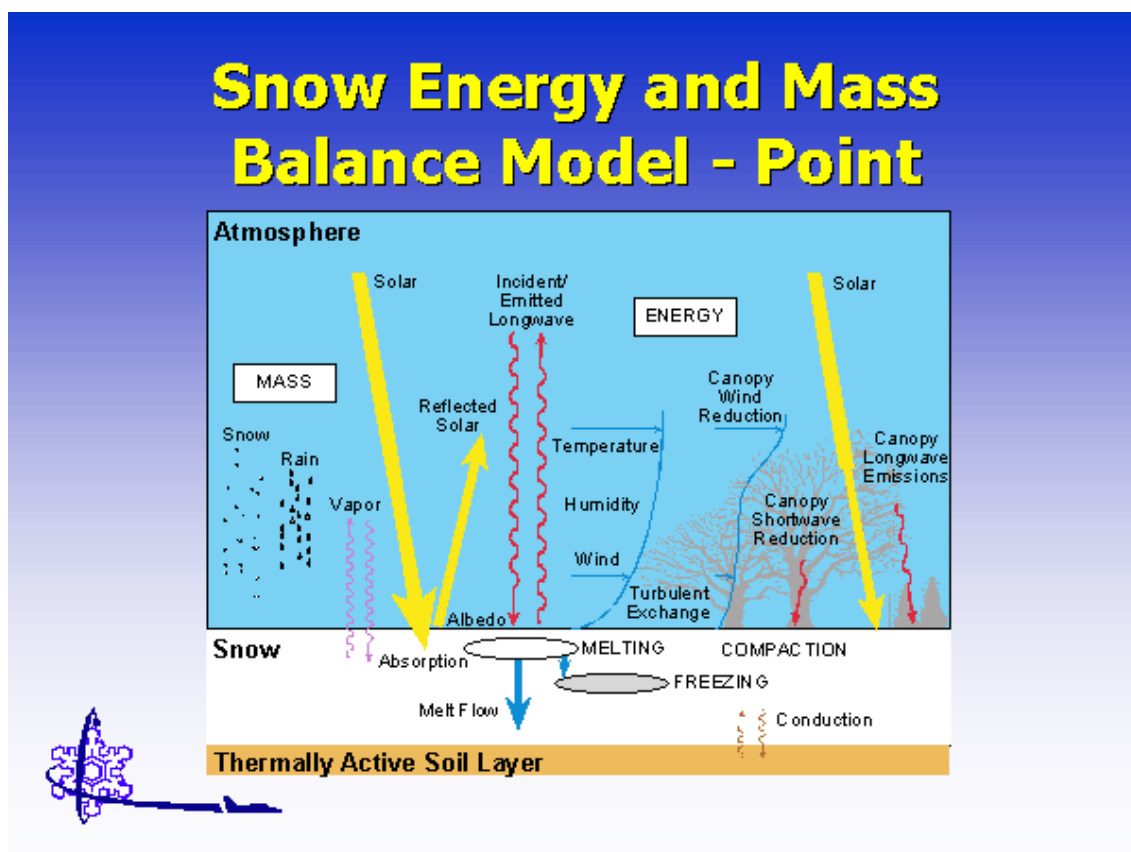 Snow Energy and Mass
Balance Model - Point
Atmosphere
Solar
Incident/
Emitted
Longwave
ENERGY
Solar
MASS
Reflected
Solar
Canopy
Wind
Reduction
Snow
Rain
Temperature
Canopy
Longwave
Emissions
Vapor
Humidity
Canopy
Shortwave
Reduction
Wind
Turbulent
Exchange
Albedo
Snow
Absorption
MELTING
COMPACTION
FREEZING
Melt Flow
Conduction
Thermally Active Soil Layer